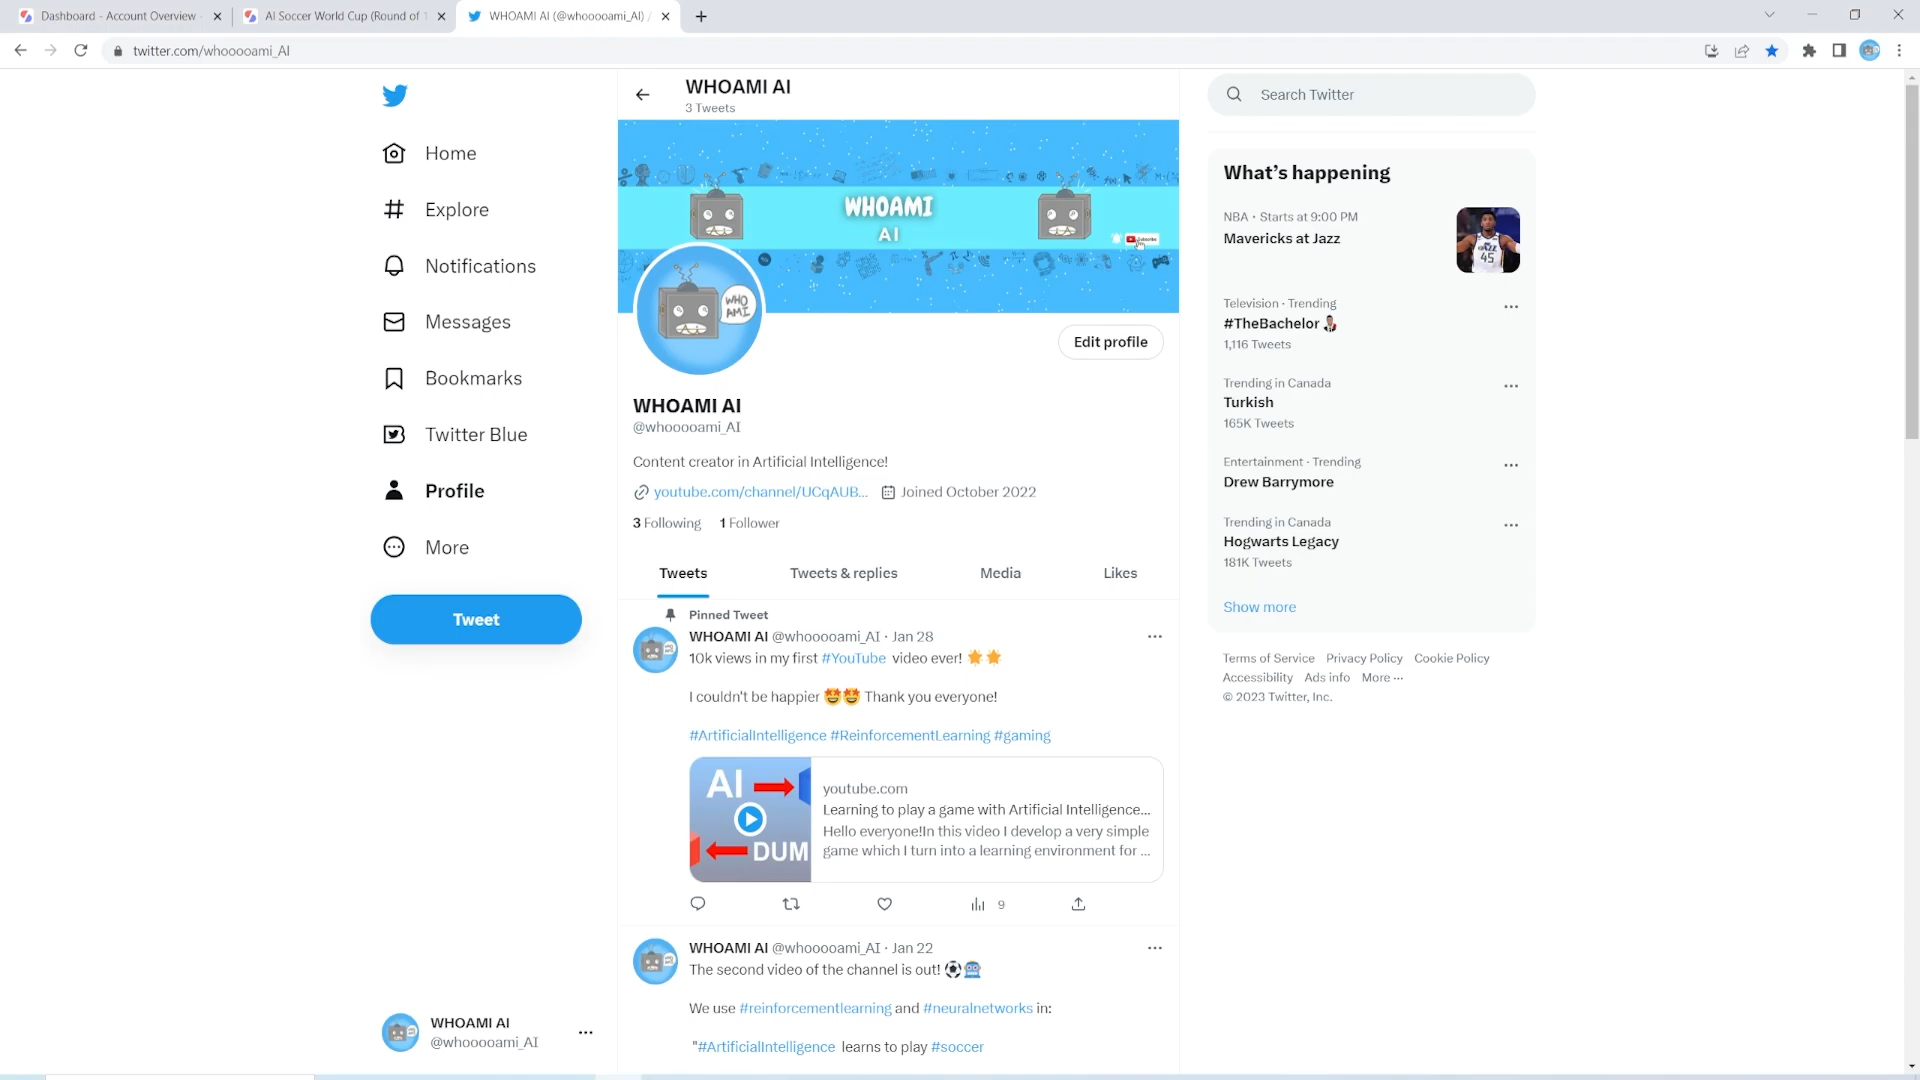 Dashboard - Account Overview
AI Soccer World Cup (Round of 1
WHOAMI AI (@whooooami_AI) /
twitter.com/whooooami_AI
Home
Explore
Notifications
Messages
Bookmarks
Twitter Blue
Profile
More
Tweet
WHOAMI AI
@whooooami_AI
WHOAMI AI
3 Tweets
WHOAMI
AI
Subscribe
WHO
AMI
Edit profile
WHOAMI AI
@whooooami_AI
Content creator in Artificial Intelligence!
youtube.com/channel/UCqAUB... Joined October 2022
3 Following 1 Follower
Tweets Tweets & replies Media Likes
Pinned Tweet
WHOAMI AI @whooooami_AI · Jan 28
10k views in my first #YouTube video ever! 🌟🌟
I couldn't be happier 🤩🤩 Thank you everyone!
#ArtificialIntelligence #ReinforcementLearning #gaming
AI
DUM
youtube.com
Learning to play a game with Artificial Intelligence...
Hello everyone!In this video I develop a very simple
game which I turn into a learning environment for ...
9
WHOAMI AI @whooooami_AI · Jan 22
The second video of the channel is out! ⚽🤖
We use #reinforcementlearning and #neuralnetworks in:
"#ArtificialIntelligence learns to play #soccer
Search Twitter
What's happening
NBA · Starts at 9:00 PM
Mavericks at Jazz
JAZZ
45
Television · Trending
#TheBachelor
1,116 Tweets
Trending in Canada
Turkish
165K Tweets
Entertainment · Trending
Drew Barrymore
Trending in Canada
Hogwarts Legacy
181K Tweets
Show more
Terms of Service Privacy Policy Cookie Policy
Accessibility Ads info More ···
© 2023 Twitter, Inc.